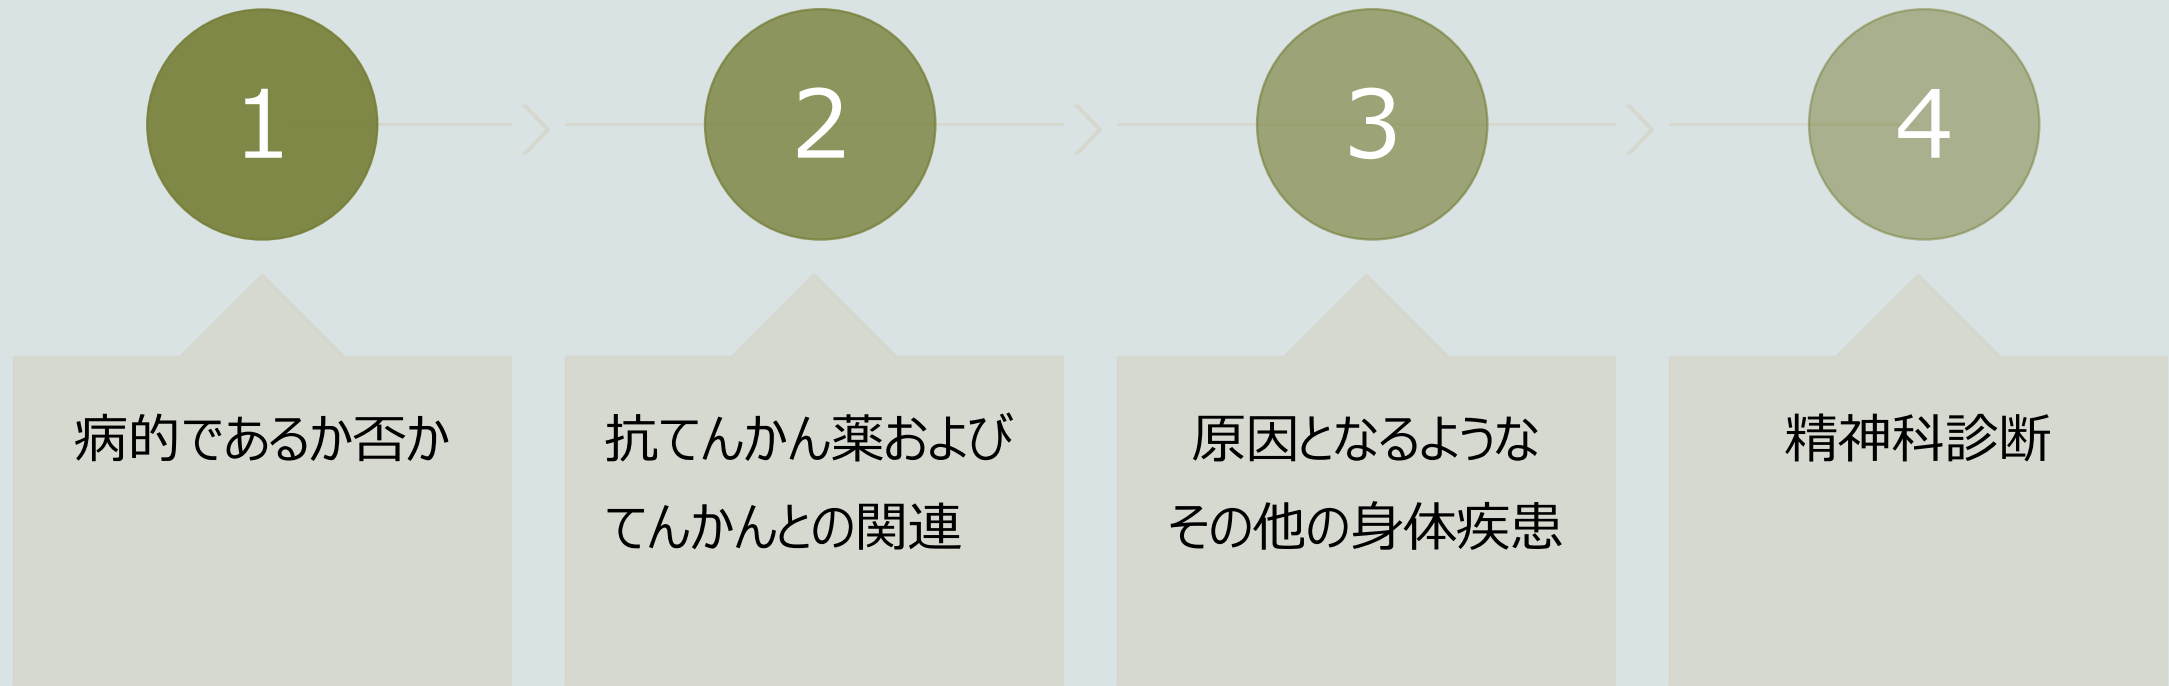 1
2
3
4
病的であるか否か
抗てんかん薬および
てんかんとの関連
原因となるような
その他の身体疾患
精神科診断